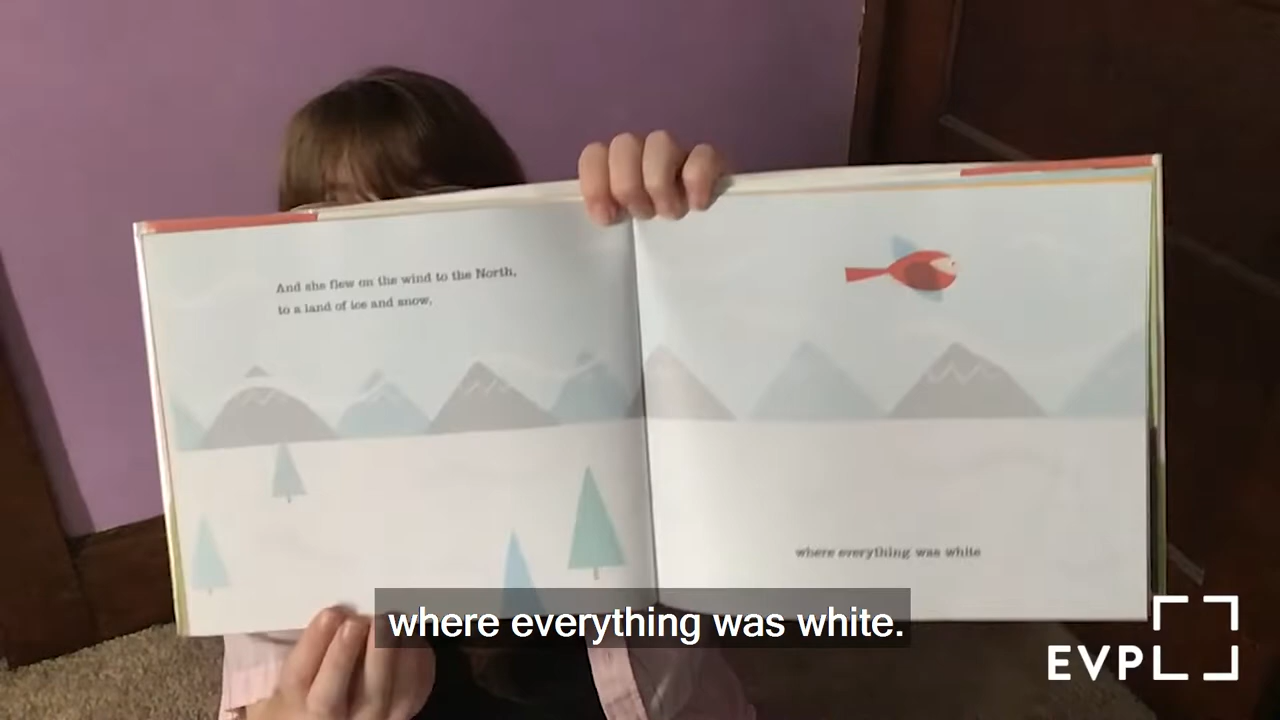 And she flew on the wind to the North,
to a land of ice and snow,
where everything was white
where everything was white.
EVPL